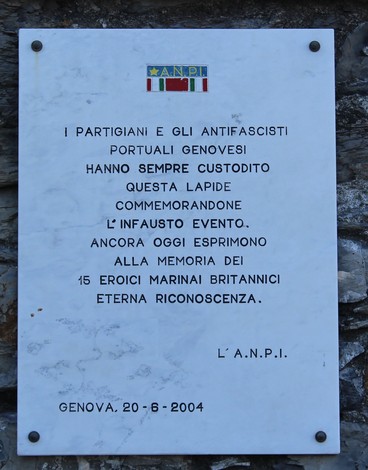 A.N.P.I.
I PARTIGIANI E GLI ANTIFASCISTI
PORTUALI GENOVESI
HANNO SEMPRE CUSTODITO
QUESTA LAPIDE
COMMEMORANDONE
L'INFAUSTO EVENTO.
ANCORA OGGI ESPRIMONO
ALLA MEMORIA DEI
15 EROICI MARINAI BRITANNICI
ETERNA RICONOSCENZA.
L'A.N.P.I.
GENOVA, 20-6-2004